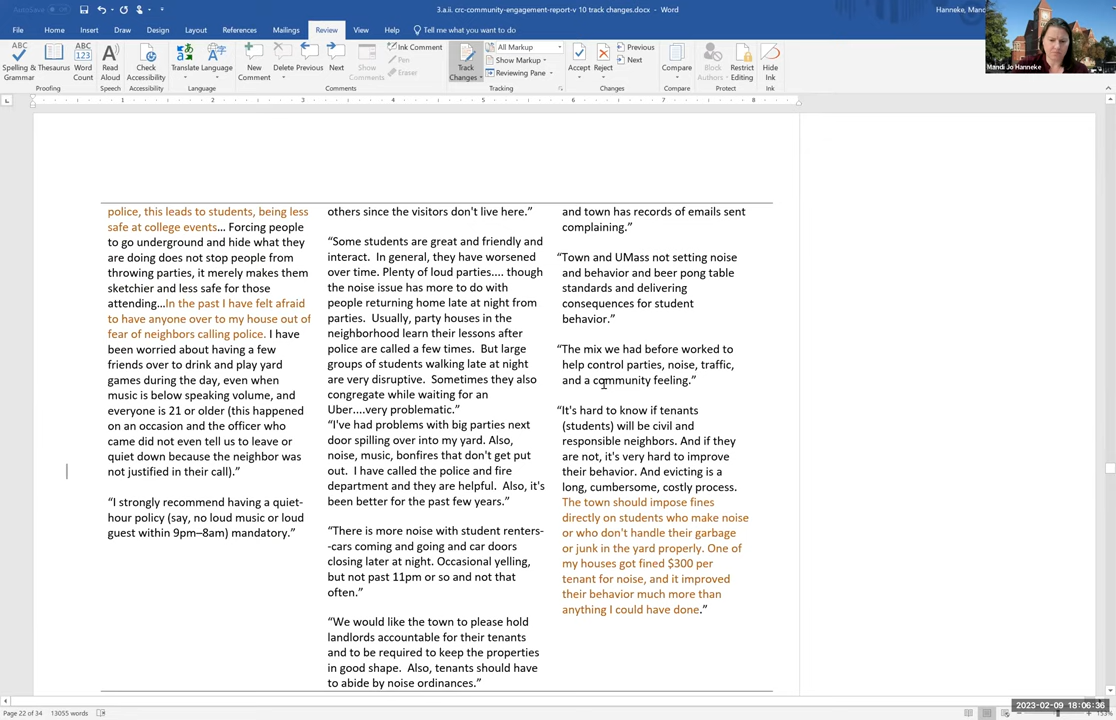 AutoSave
3.a.ii. crc-community-engagement-report-v 10 track changes.docx - Word
Hanneke, Mand
File Home Insert Draw Design Layout References Mailings Review View Help Tell me what you want to do
Spelling & Grammar
Thesaurus
Word Count
Read Aloud
Check Accessibility
Translate
Language
New Comment
Delete
Previous
Next
Show Comments
Ink Comment
Pen
Eraser
Track Changes
All Markup
Show Markup
Reviewing Pane
Accept
Reject
Previous
Next
Compare
Block Authors
Restrict Editing
Hide Ink
Proofing
Speech
Accessibility
Language
Comments
Tracking
Changes
Compare
Protect
Ink
Mandi Jo Hanneke
1 2 3 4 5 6 7 8
police, this leads to students, being less
safe at college events... Forcing people
to go underground and hide what they
are doing does not stop people from
throwing parties, it merely makes them
sketchier and less safe for those
attending...In the past I have felt afraid
to have anyone over to my house out of
fear of neighbors calling police. I have
been worried about having a few
friends over to drink and play yard
games during the day, even when
music is below speaking volume, and
everyone is 21 or older (this happened
on an occasion and the officer who
came did not even tell us to leave or
quiet down because the neighbor was
not justified in their call).”
“I strongly recommend having a quiet-
hour policy (say, no loud music or loud
guest within 9pm–8am) mandatory.”
others since the visitors don't live here.”
“Some students are great and friendly and
interact. In general, they have worsened
over time. Plenty of loud parties.... though
the noise issue has more to do with
people returning home late at night from
parties. Usually, party houses in the
neighborhood learn their lessons after
police are called a few times. But large
groups of students walking late at night
are very disruptive. Sometimes they also
congregate while waiting for an
Uber....very problematic.”
“I've had problems with big parties next
door spilling over into my yard. Also,
noise, music, bonfires that don't get put
out. I have called the police and fire
department and they are helpful. Also, it's
been better for the past few years.”
“There is more noise with student renters-
-cars coming and going and car doors
closing later at night. Occasional yelling,
but not past 11pm or so and not that
often.”
“We would like the town to please hold
landlords accountable for their tenants
and to be required to keep the properties
in good shape. Also, tenants should have
to abide by noise ordinances.”
and town has records of emails sent
complaining.”
“Town and UMass not setting noise
and behavior and beer pong table
standards and delivering
consequences for student
behavior.”
“The mix we had before worked to
help control parties, noise, traffic,
and a community feeling.”
“It's hard to know if tenants
(students) will be civil and
responsible neighbors. And if they
are not, it's very hard to improve
their behavior. And evicting is a
long, cumbersome, costly process.
The town should impose fines
directly on students who make noise
or who don't handle their garbage
or junk in the yard properly. One of
my houses got fined $300 per
tenant for noise, and it improved
their behavior much more than
anything I could have done.”
Page 22 of 34 13055 words
2023-02-09 18:06:36